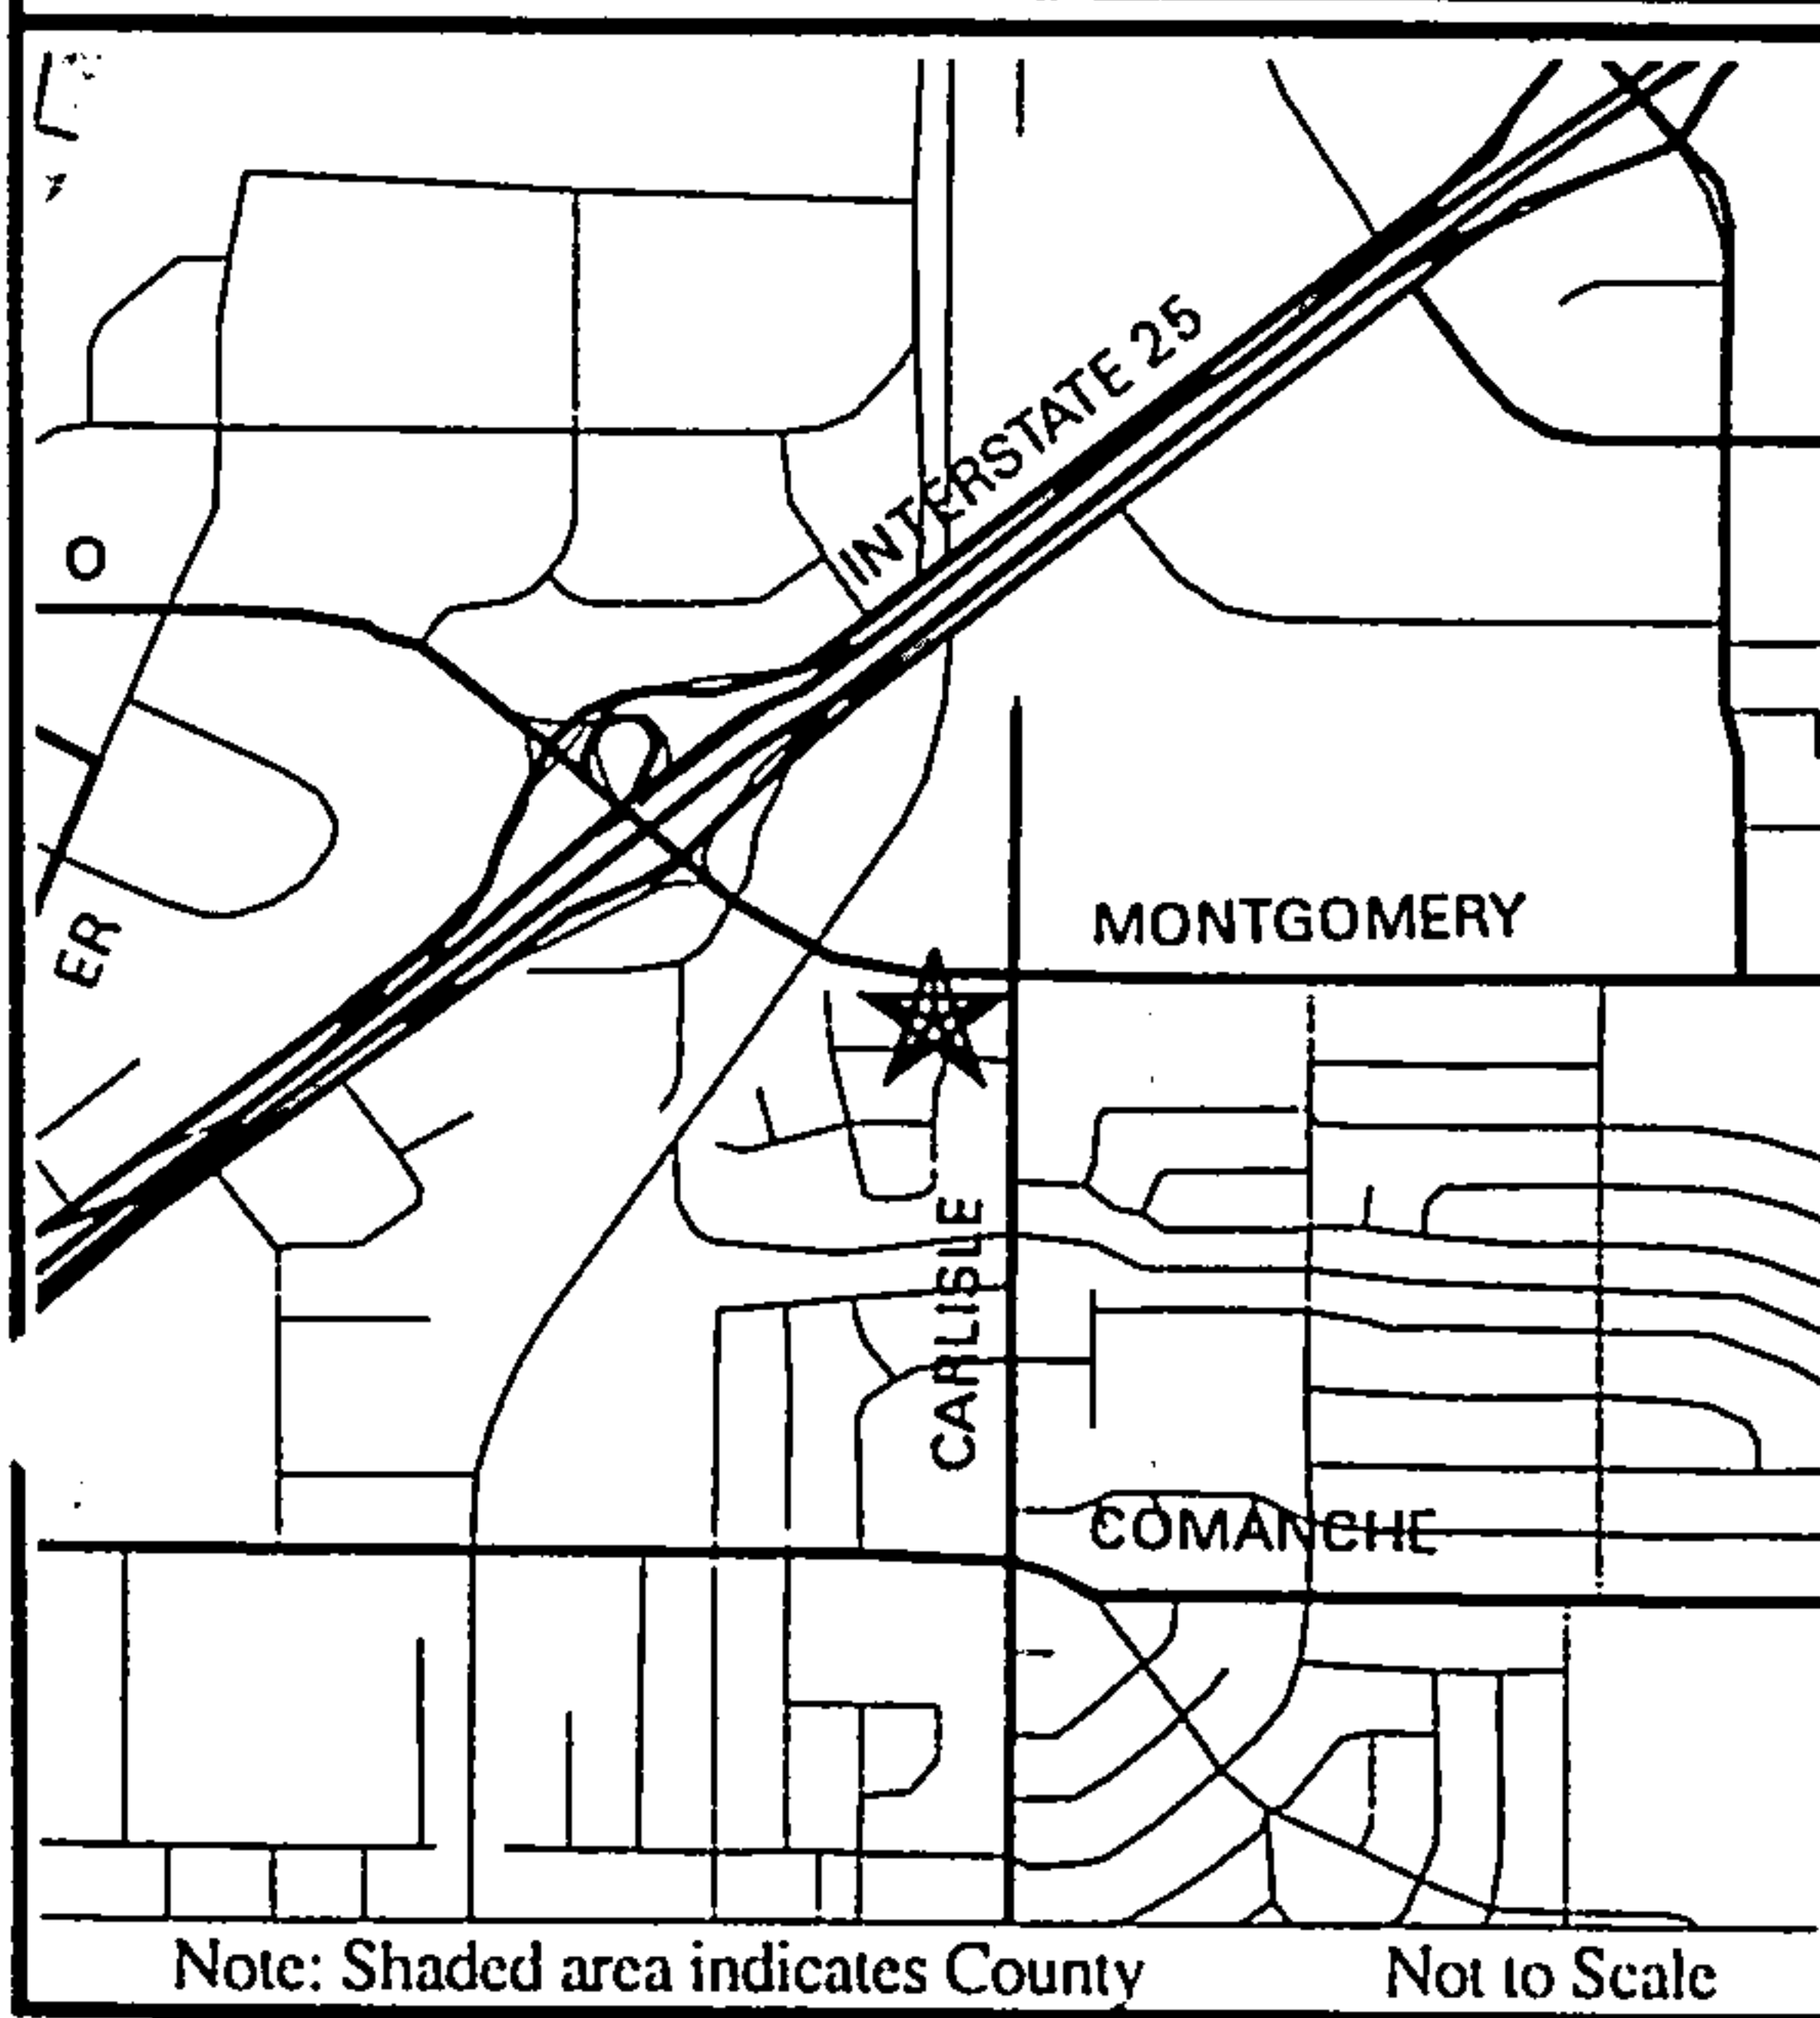 INTERSTATE 25
O
MONTGOMERY
ER
CARLISLE
COMANCHE
Note: Shaded area indicates County
Not to Scale